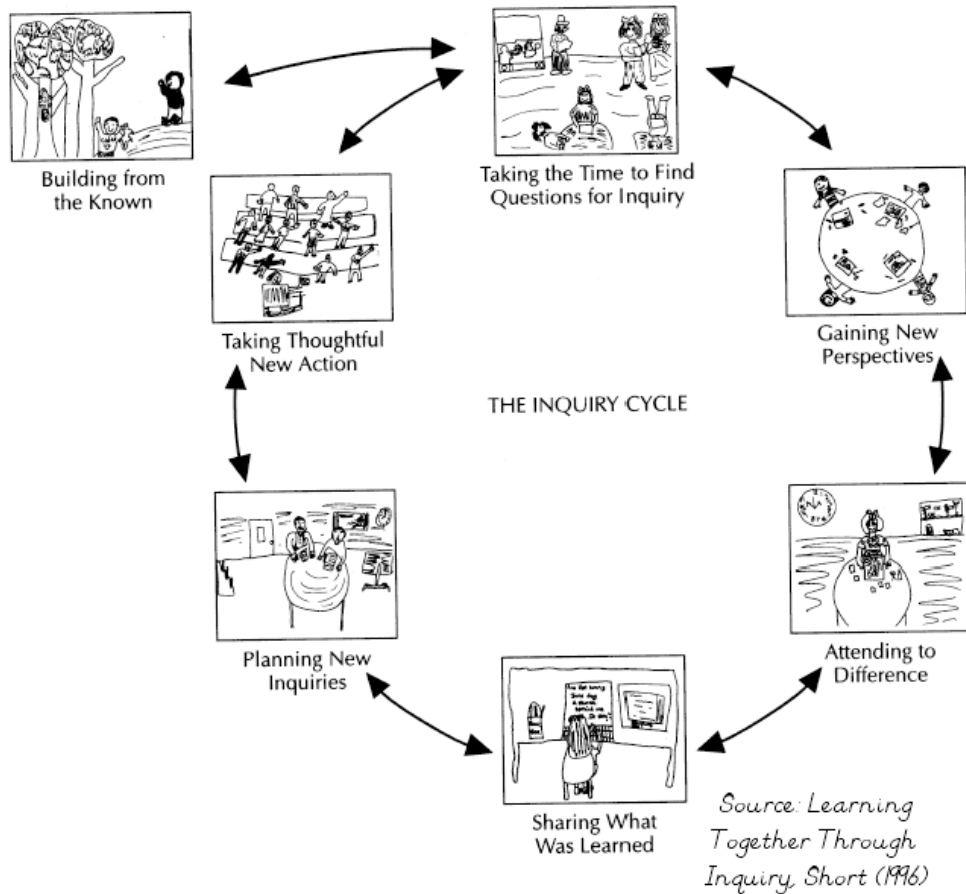 Building from
the Known
Taking the Time to Find
Questions for Inquiry
Gaining New
Perspectives
Attending to
Difference
Sharing What
Was Learned
Planning New
Inquiries
Taking Thoughtful
New Action
THE INQUIRY CYCLE
Source: Learning
Together Through
Inquiry, Short (1996)